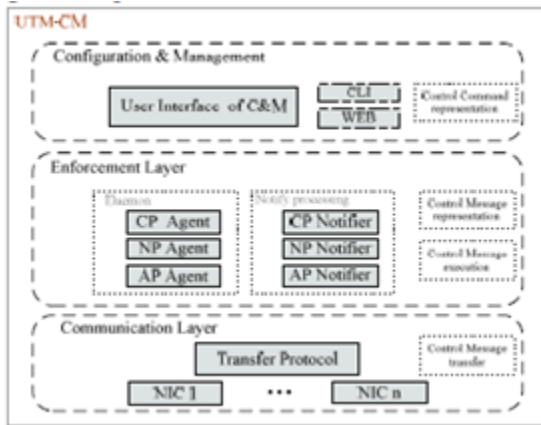 UTM-CM
Configuration & Management
User Interface of C&M
CLI
WEB
Control Command
representation
Enforcement Layer
Daemon
CP Agent
NP Agent
AP Agent
Notify processing
CP Notifier
NP Notifier
AP Notifier
Control Message
representation
Control Message
execution
Communication Layer
Transfer Protocol
NIC 1
•••
NIC n
Control Message
transfer